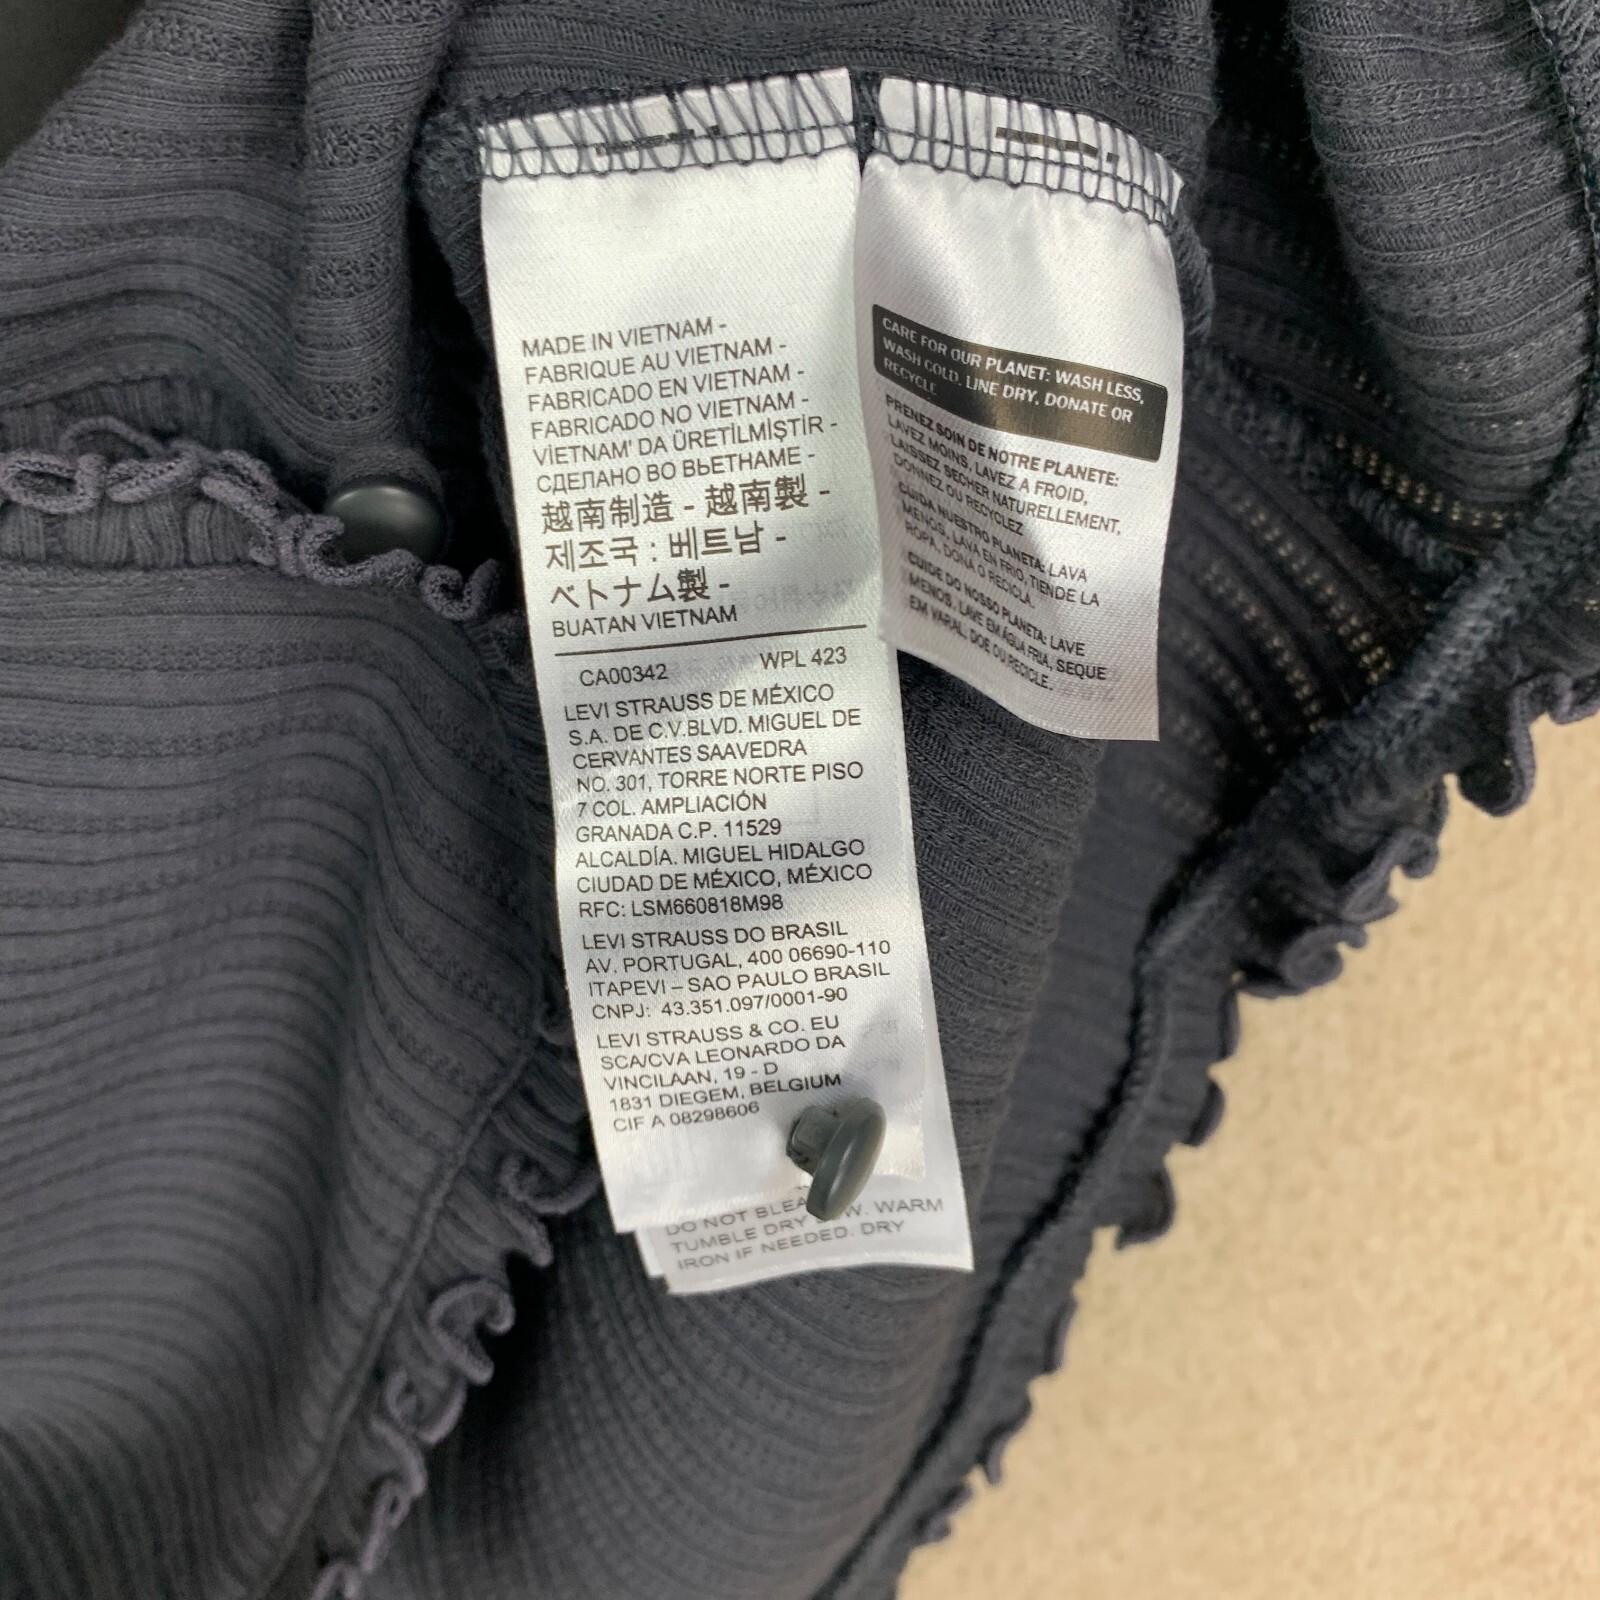 MADE IN VIETNAM -
FABRIQUE AU VIETNAM -
FABRICADO EN VIETNAM -
FABRICADO NO VIETNAM -
VİETNAM' DA ÜRETİLMİŞTİR -
СДЕЛАНО ВО ВЬЕТНАМЕ -
越南制造 - 越南製 -
제조국 : 베트남 -
ベトナム製 -
BUATAN VIETNAM
CA00342 WPL 423
LEVI STRAUSS DE MÉXICO
S.A. DE C.V.BLVD. MIGUEL DE
CERVANTES SAAVEDRA
NO. 301, TORRE NORTE PISO
7 COL. AMPLIACIÓN
GRANADA C.P. 11529
ALCALDÍA. MIGUEL HIDALGO
CIUDAD DE MÉXICO, MÉXICO
RFC: LSM660818M98
LEVI STRAUSS DO BRASIL
AV. PORTUGAL, 400 06690-110
ITAPEVI – SAO PAULO BRASIL
CNPJ: 43.351.097/0001-90
LEVI STRAUSS & CO. EU
SCA/CVA LEONARDO DA
VINCILAAN, 19 - D
1831 DIEGEM, BELGIUM
CIF A 08298606
DO NOT WARM
TUMBLE DRY DRY
IRON IF NEEDED. DRY
CARE FOR OUR PLANET: WASH LESS,
WASH COLD. LINE DRY, DONATE OR
RECYCLE
PRENEZ SOIN DE NOTRE PLANETE:
LAVEZ MOINS, LAVEZ A FROID,
LAISSEZ SECHER NATURELLEMENT,
DONNEZ OU RECYCLEZ
CUIDA NUESTRO PLANETA: LAVA
MENOS, LAVA EN FRIO, TIENDE LA
ROPA, DONA O RECICLA.
CUIDE DO NOSSO PLANETA: LAVE
MENOS, LAVE EM ÁGUA FRIA, SEQUE
EM VARAL, DOE OU RECICLE.